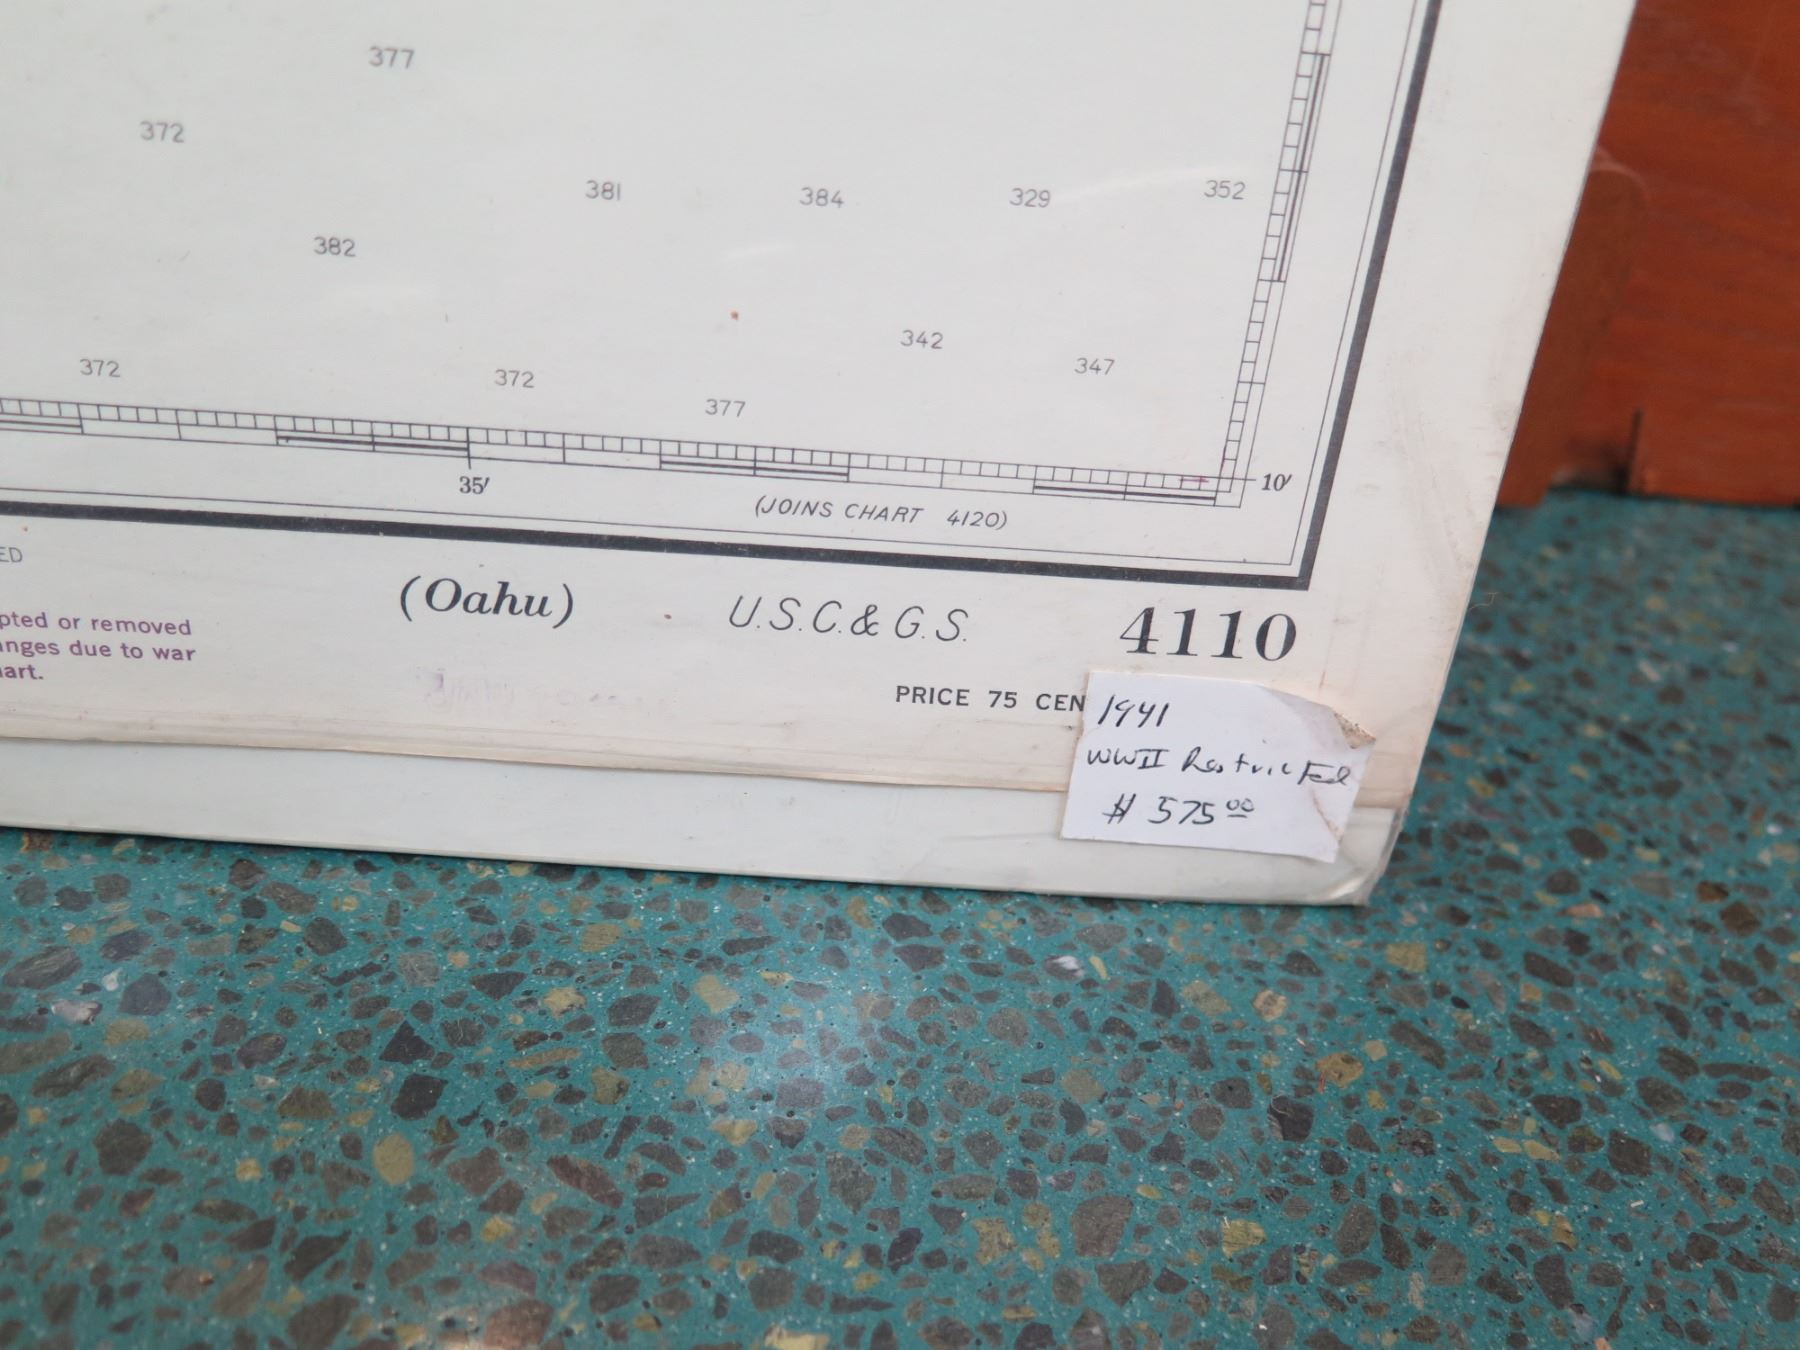 377
372
381 384 329 352
382
342
372 372 347
377
35' 10'
(JOINS CHART 4120)
ED
(Oahu) U.S.C.& G.S. 4110
pted or removed
anges due to war
art.
PRICE 75 CEN
1941
WWII Restricted
$ 575 00